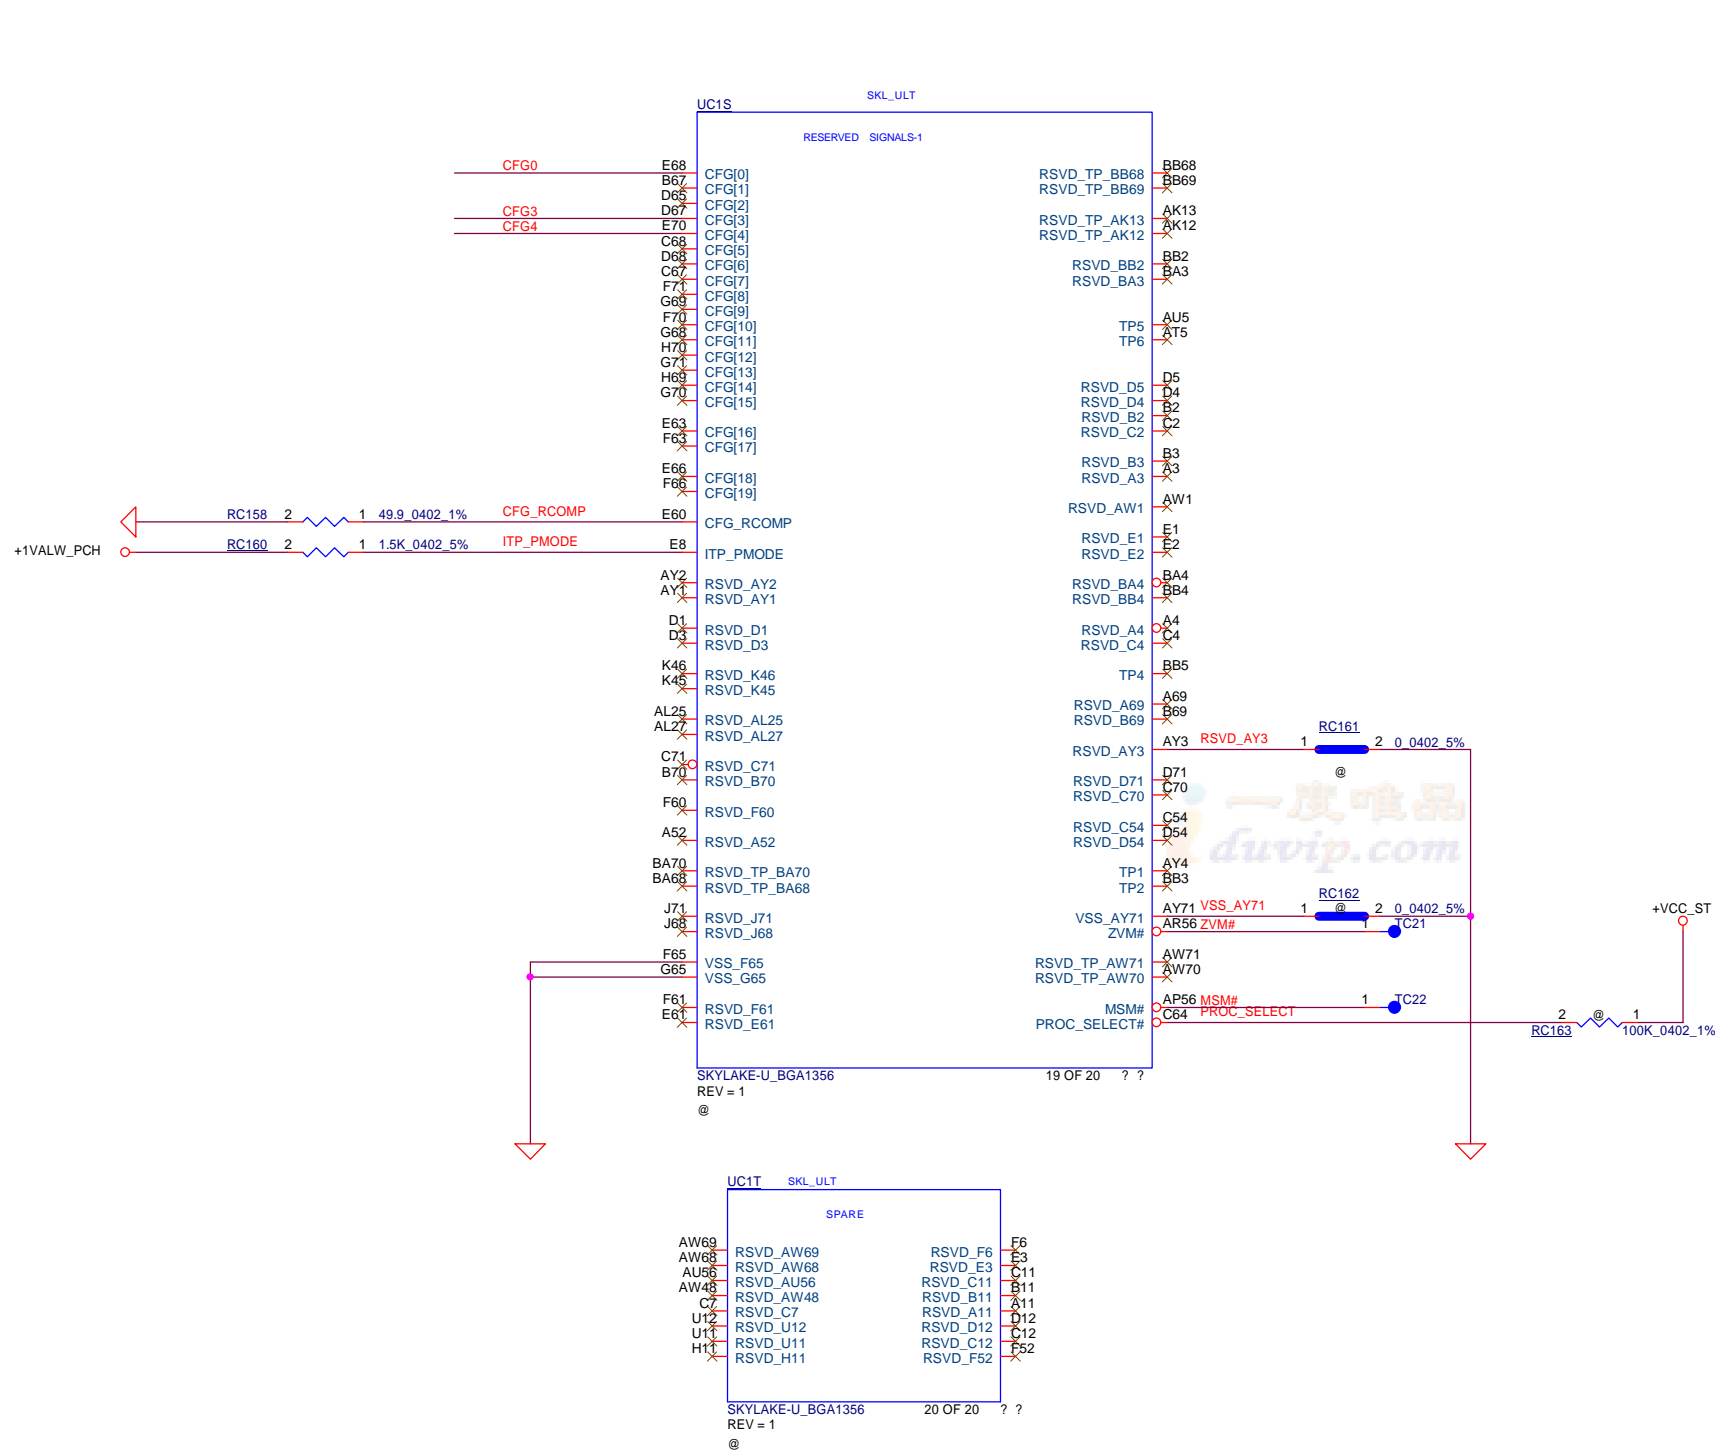 SKL_ULT
UC1S
RESERVED SIGNALS-1
CFG0 E68 CFG[0] RSVD_TP_BB68 BB68
B67 CFG[1] RSVD_TP_BB69 BB69
D65 CFG[2]
CFG3 D67 CFG[3] RSVD_TP_AK13 AK13
CFG4 E70 CFG[4] RSVD_TP_AK12 AK12
C68 CFG[5]
D68 CFG[6] RSVD_BB2 BB2
C67 CFG[7] RSVD_BA3 BA3
F71 CFG[8]
G69 CFG[9]
F70 CFG[10] TP5 AU5
G68 CFG[11] TP6 AT5
H70 CFG[12]
G71 CFG[13]
H69 CFG[14] RSVD_D5 D5
G70 CFG[15] RSVD_D4 D4
RSVD_B2 B2
E63 CFG[16] RSVD_C2 C2
F63 CFG[17]
RSVD_B3 B3
E66 CFG[18] RSVD_A3 A3
F66 CFG[19]
RSVD_AW1 AW1
RC158 2 1 49.9_0402_1% CFG_RCOMP E60 CFG_RCOMP
RSVD_E1 E1
+1VALW_PCH RC160 2 1 1.5K_0402_5% ITP_PMODE E8 ITP_PMODE RSVD_E2 E2
AY2 RSVD_AY2 RSVD_BA4 BA4
AY1 RSVD_AY1 RSVD_BB4 BB4
D1 RSVD_D1 RSVD_A4 A4
D3 RSVD_D3 RSVD_C4 C4
K46 RSVD_K46 TP4 BB5
K45 RSVD_K45
RSVD_A69 A69
AL25 RSVD_AL25 RSVD_B69 B69
AL27 RSVD_AL27
RSVD_AY3 AY3 RSVD_AY3 1 RC161 2 0_0402_5%
@
C71 RSVD_C71
B70 RSVD_B70 RSVD_D71 D71
RSVD_C70 C70
一度唯品
F60 RSVD_F60
RSVD_C54 C54
A52 RSVD_A52 RSVD_D54 D54
iduvip.com
BA70 RSVD_TP_BA70 TP1 AY4
BA68 RSVD_TP_BA68 TP2 BB3
RC162
J71 RSVD_J71 VSS_AY71 AY71 VSS_AY71 1 @ 2 0_0402_5% +VCC_ST
J68 RSVD_J68 ZVM# AR56 ZVM# 1 TC21
F65 VSS_F65 RSVD_TP_AW71 AW71
G65 VSS_G65 RSVD_TP_AW70 AW70
F61 RSVD_F61 MSM# AP56 MSM# 1 TC22
E61 RSVD_E61 PROC_SELECT# C64 PROC_SELECT 2 @ 1
RC163 100K_0402_1%
SKYLAKE-U_BGA1356 19 OF 20 ? ?
REV = 1
@
UC1T SKL_ULT
SPARE
AW69 RSVD_AW69 RSVD_F6 F6
AW68 RSVD_AW68 RSVD_E3 E3
AU56 RSVD_AU56 RSVD_C11 C11
AW48 RSVD_AW48 RSVD_B11 B11
C7 RSVD_C7 RSVD_A11 A11
U12 RSVD_U12 RSVD_D12 D12
U11 RSVD_U11 RSVD_C12 C12
H11 RSVD_H11 RSVD_F52 F52
SKYLAKE-U_BGA1356 20 OF 20 ? ?
REV = 1
@